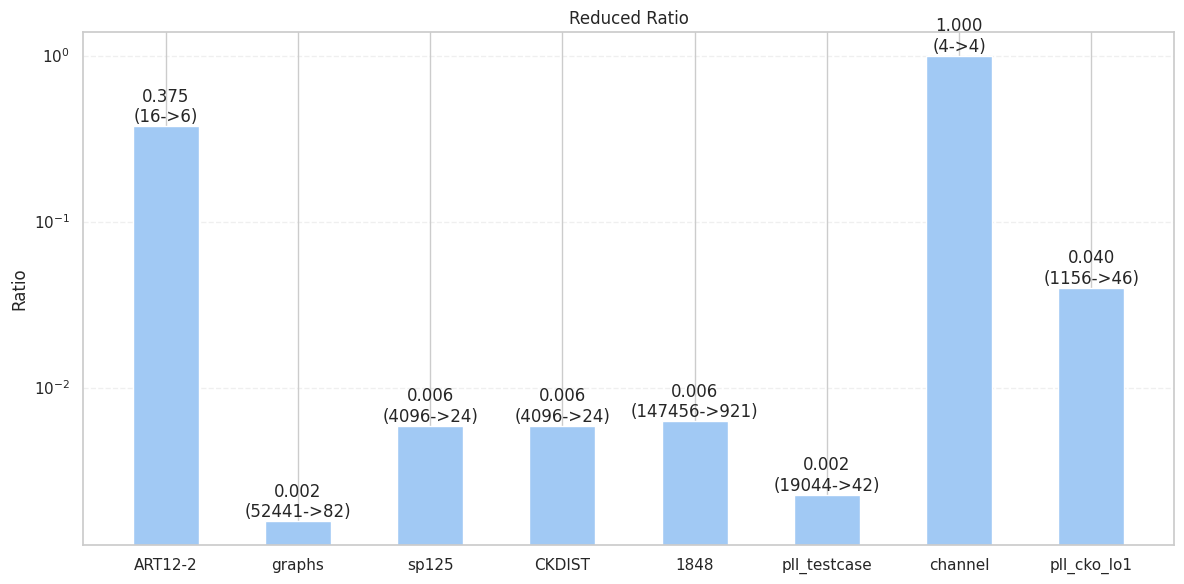 Reduced Ratio
Ratio
10⁰
10⁻¹
10⁻²
0.375
(16->6)
0.002
(52441->82)
0.006
(4096->24)
0.006
(4096->24)
0.006
(147456->921)
0.002
(19044->42)
1.000
(4->4)
0.040
(1156->46)
ART12-2
graphs
sp125
CKDIST
1848
pll_testcase
channel
pll_cko_lo1